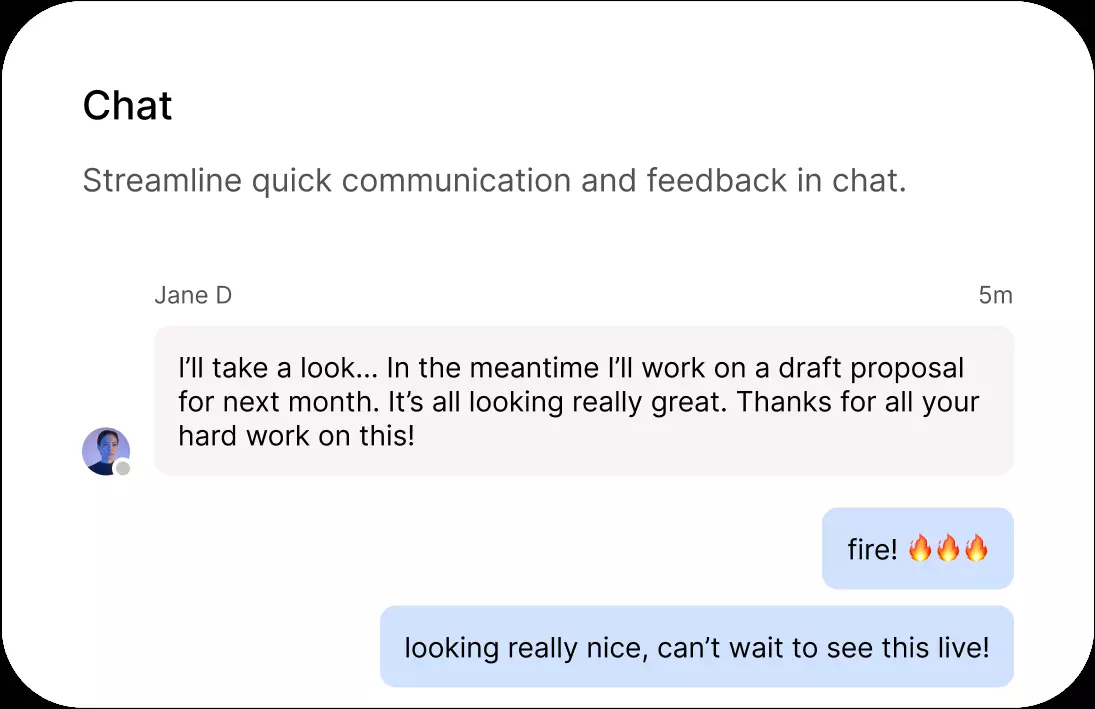 Chat
Streamline quick communication and feedback in chat.
Jane D
5m
I’ll take a look... In the meantime I’ll work on a draft proposal
for next month. It’s all looking really great. Thanks for all your
hard work on this!
fire! 🔥🔥🔥
looking really nice, can’t wait to see this live!